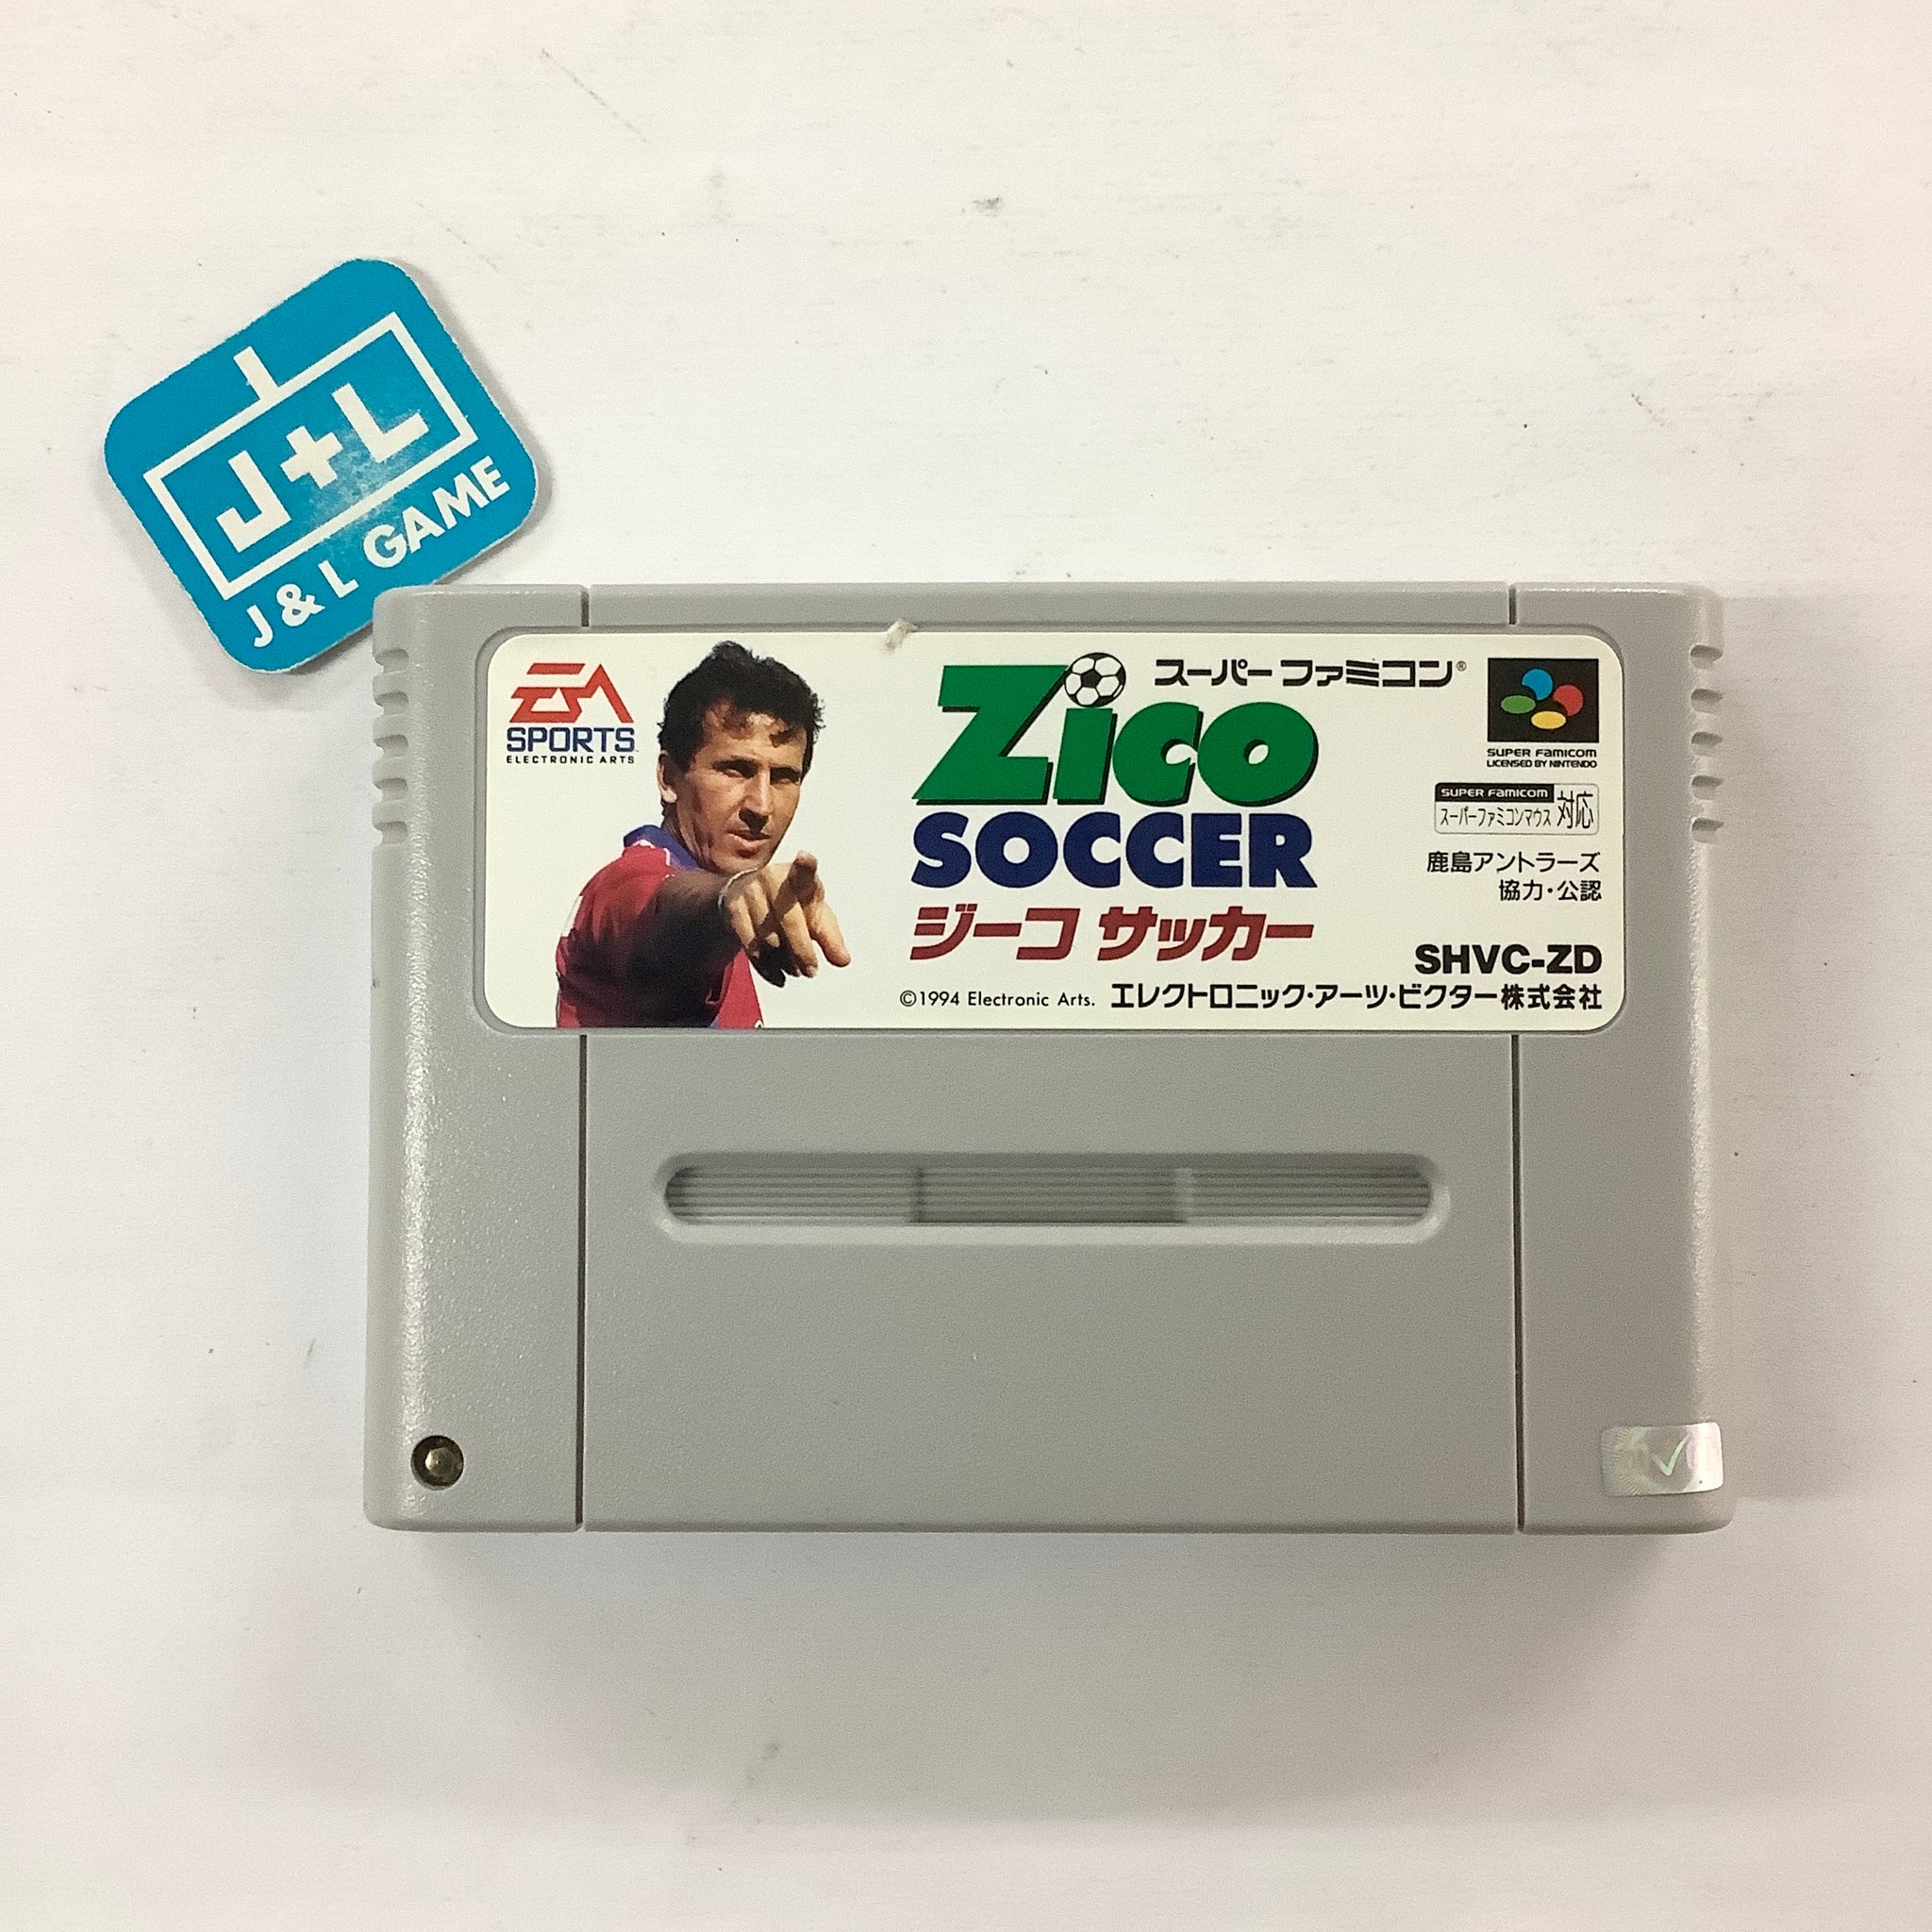 J+L
J & L GAME
EA
SPORTS
ELECTRONIC ARTS
Zico
SOCCER
ジーコ サッカー
©1994 Electronic Arts. エレクトロニック・アーツ・ビクター株式会社
スーパーファミコン®
SUPER FAMICOM
LICENSED BY NINTENDO
SUPER FAMICOM
スーパーファミコンマウス 対応
鹿島アントラーズ
協力・公認
SHVC-ZD